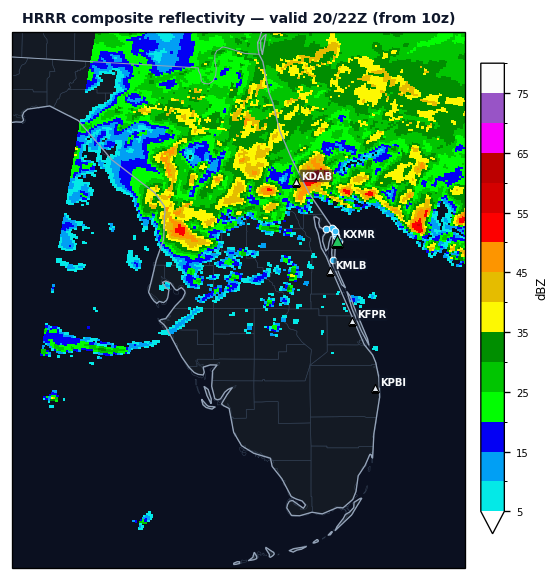 HRRR composite reflectivity — valid 20/22Z (from 10z)
KDAB
KXMR
KMLB
KFPR
KPBI
75
65
55
45
35
25
15
5
dBZ